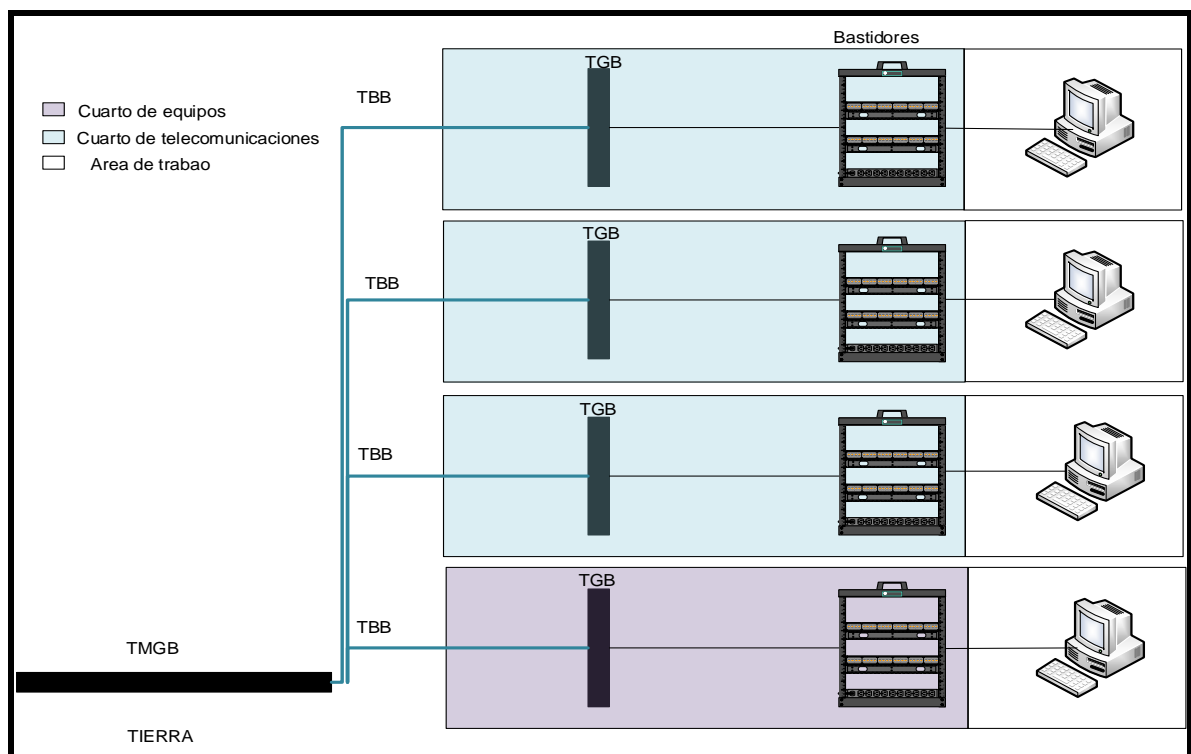 Bastidores
TGB
TBB
Cuarto de equipos
Cuarto de telecomunicaciones
Area de trabao
TGB
TBB
TGB
TBB
TGB
TBB
TMGB
TIERRA